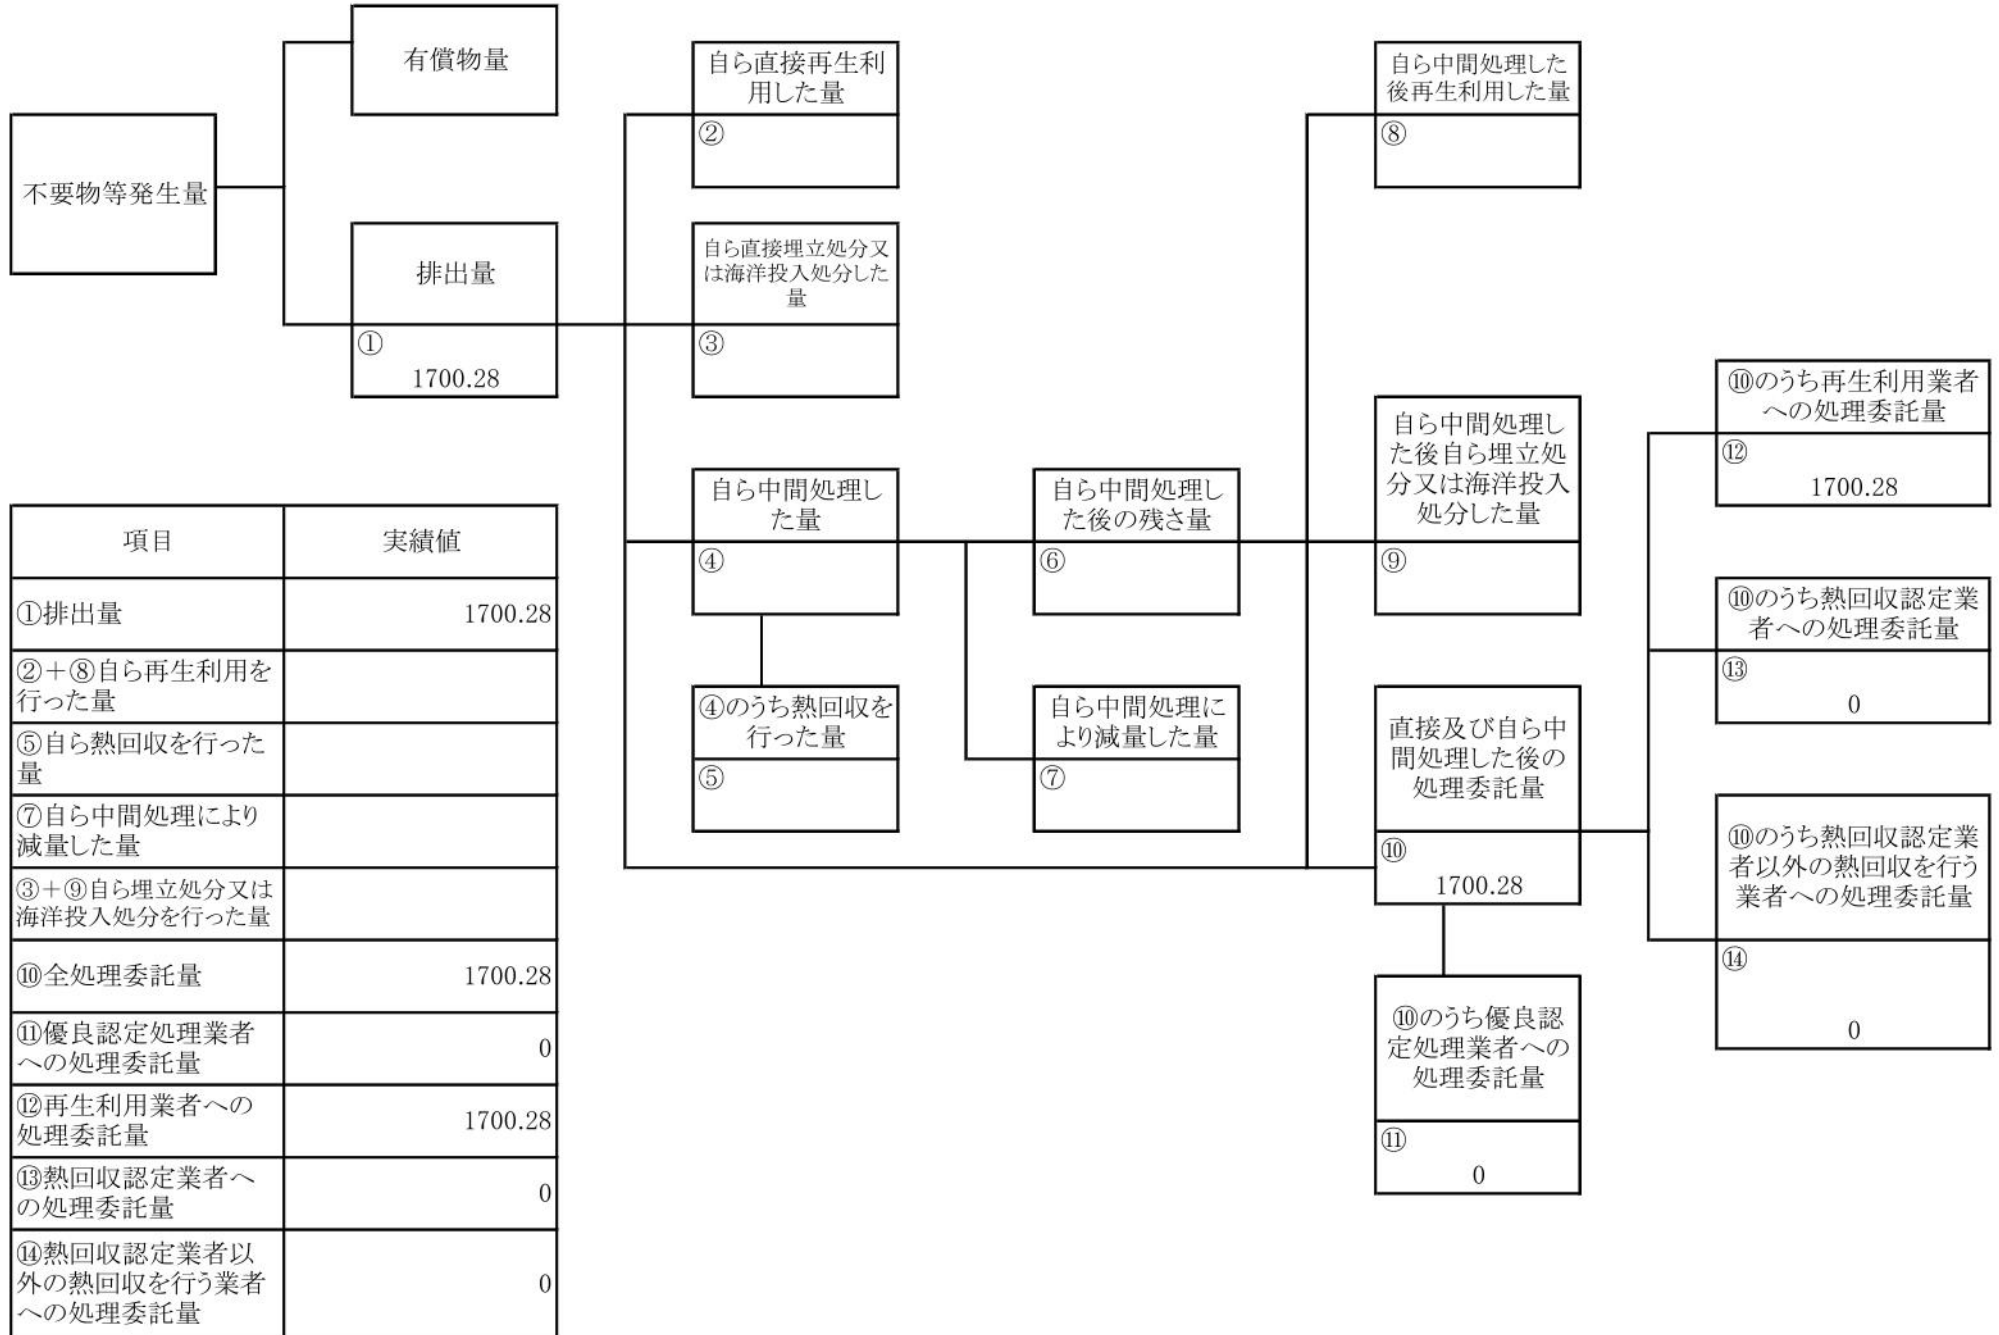 有償物量
不要物等発生量
排出量
①
1700.28
自ら直接再生利
用した量
②
自ら直接埋立処分又
は海洋投入処分した
量
③
自ら中間処理し
た量
④
④のうち熱回収を
行った量
⑤
自ら中間処理し
た後の残さ量
⑥
自ら中間処理に
より減量した量
⑦
自ら中間処理した
後再生利用した量
⑧
自ら中間処理し
た後自ら埋立処
分又は海洋投入
処分した量
⑨
直接及び自ら中
間処理した後の
処理委託量
⑩
1700.28
⑩のうち優良認
定処理業者への
処理委託量
⑪
0
⑩のうち再生利用業者
への処理委託量
⑫
1700.28
⑩のうち熱回収認定業
者への処理委託量
⑬
0
⑩のうち熱回収認定業
者以外の熱回収を行う
業者への処理委託量
⑭
0
項目 実績値
①排出量 1700.28
②+⑧自ら再生利用を
行った量
⑤自ら熱回収を行った
量
⑦自ら中間処理により
減量した量
③+⑨自ら埋立処分又は
海洋投入処分を行った量
⑩全処理委託量 1700.28
⑪優良認定処理業者
への処理委託量 0
⑫再生利用業者への
処理委託量 1700.28
⑬熱回収認定業者へ
の処理委託量 0
⑭熱回収認定業者以
外の熱回収を行う業者
への処理委託量 0